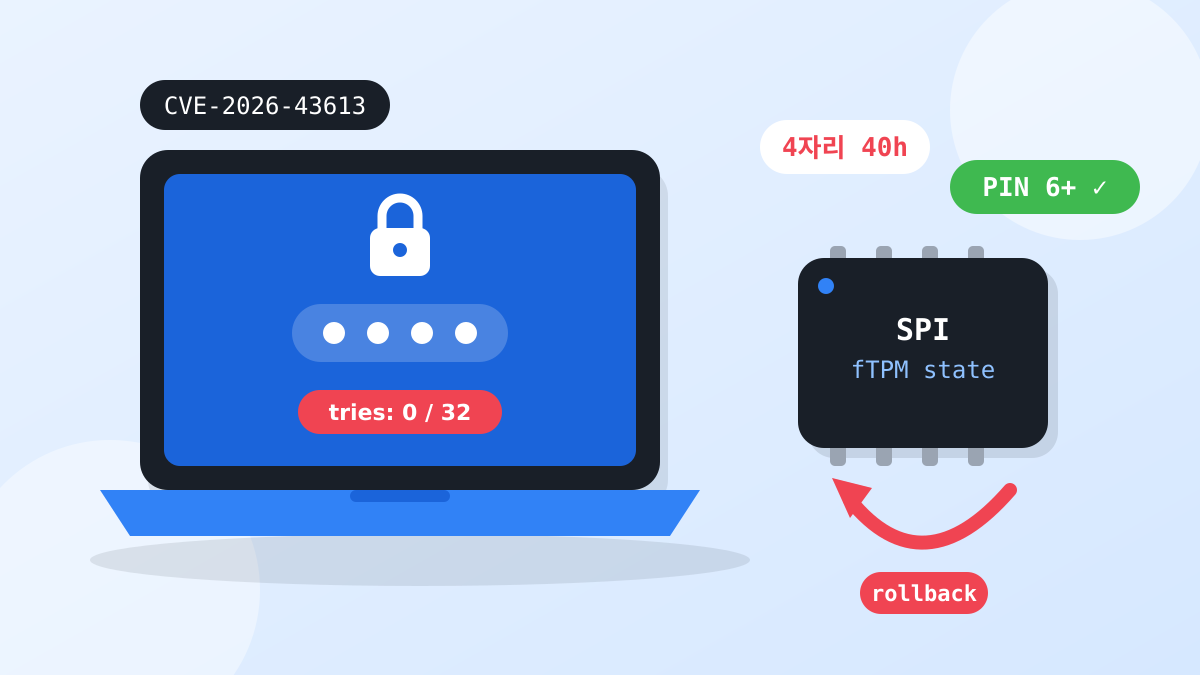 CVE-2026-43613
4자리 40h
PIN 6+ ✓
tries: 0 / 32
SPI
fTPM state
rollback